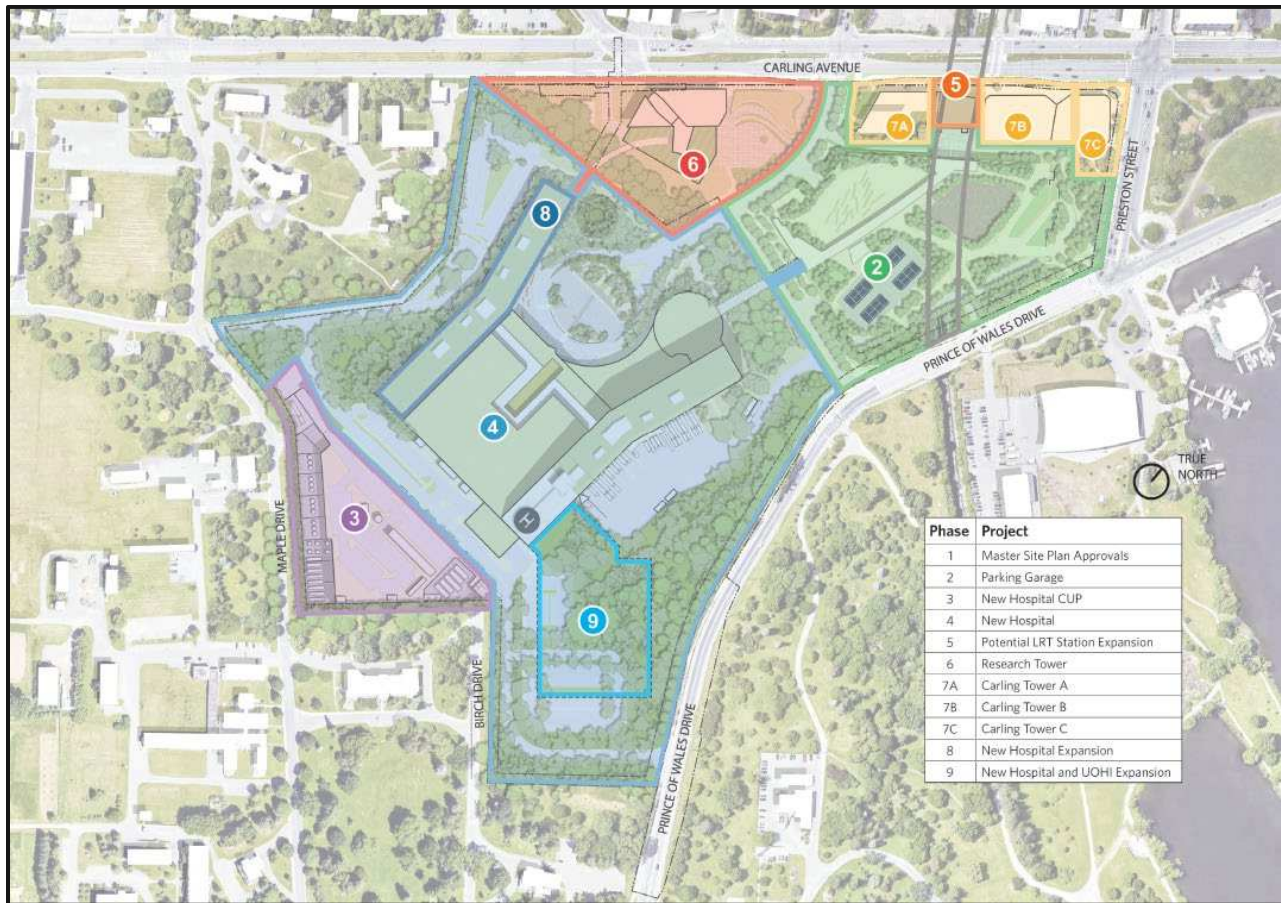 CARLING AVENUE
5
7A
7B
7C
6
8
PRESTON STREET
2
PRINCE OF WALES DRIVE
4
TRUE
NORTH
3
H
MAPLE DRIVE
9
BIRCH DRIVE
PRINCE OF WALES DRIVE
Phase Project
1 Master Site Plan Approvals
2 Parking Garage
3 New Hospital CUP
4 New Hospital
5 Potential LRT Station Expansion
6 Research Tower
7A Carling Tower A
7B Carling Tower B
7C Carling Tower C
8 New Hospital Expansion
9 New Hospital and UOHI Expansion